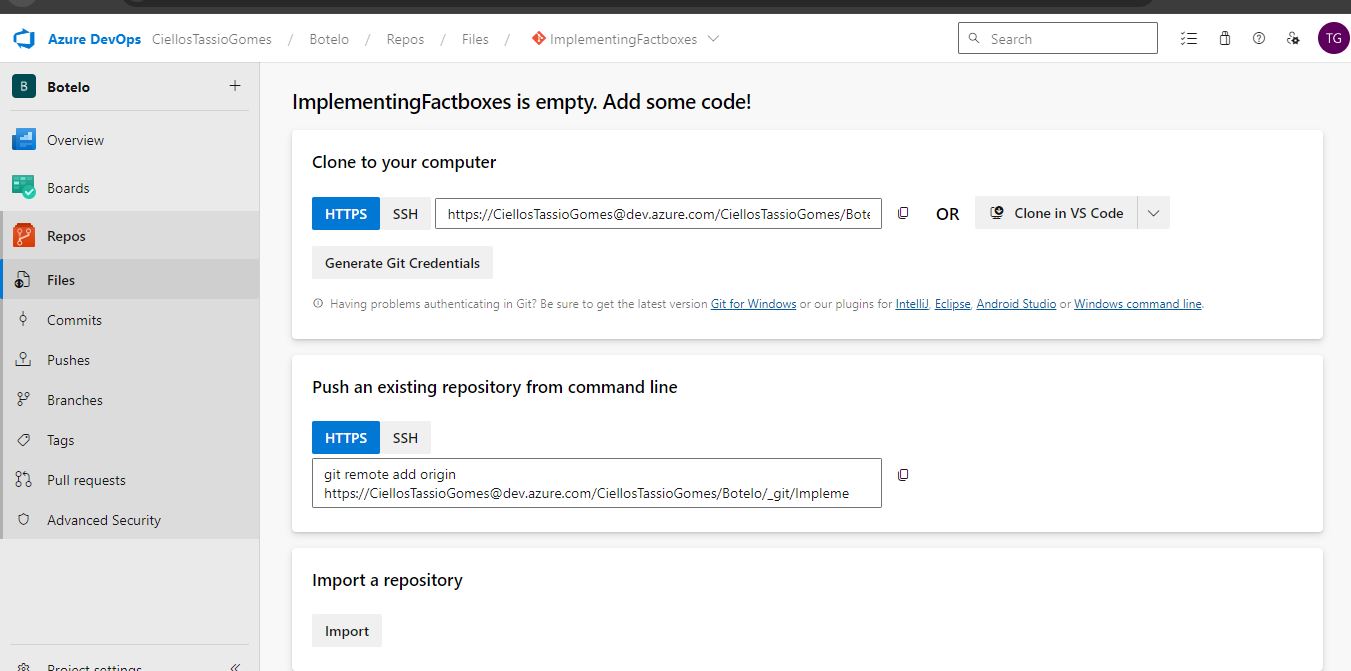 Azure DevOps CiellosTassioGomes / Botelo / Repos / Files / ImplementingFactboxes Search TG
B Botelo +
Overview
Boards
Repos
Files
Commits
Pushes
Branches
Tags
Pull requests
Advanced Security
Project settings
ImplementingFactboxes is empty. Add some code!
Clone to your computer
HTTPS SSH https://CiellosTassioGomes@dev.azure.com/CiellosTassioGomes/Bote OR Clone in VS Code
Generate Git Credentials
Having problems authenticating in Git? Be sure to get the latest version Git for Windows or our plugins for IntelliJ, Eclipse, Android Studio or Windows command line.
Push an existing repository from command line
HTTPS SSH
git remote add origin
https://CiellosTassioGomes@dev.azure.com/CiellosTassioGomes/Botelo/_git/Impleme
Import a repository
Import